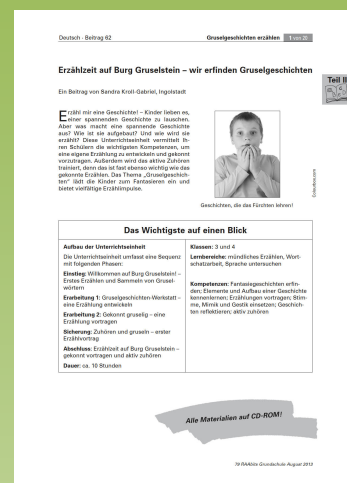 Deutsch - Beitrag 62
Gruselgeschichten erzählen 1 von 28
Teil II
Erzählzeit auf Burg Gruselstein – wir erfinden Gruselgeschichten
Ein Beitrag von Sandra Kroll-Gabriel, Ingolstadt
Erzähl mir eine Geschichte! – Kinder lieben es,
einer spannenden Geschichte zu lauschen.
Aber was macht eine spannende Geschichte
aus? Wie ist sie aufgebaut? Und wie wird sie
erzählt? Diese Unterrichtseinheit vermittelt
Ihren Schülern die wichtigsten Kompetenzen, um
eine eigene Erzählung zu entwickeln und gekonnt
vorzutragen. Außerdem wird das aktive Zuhören
trainiert, denn das ist fast ebenso wichtig wie das
gekonnte Erzählen. Das Thema „Gruselgeschich-
ten“ lädt die Kinder zum Fantasieren ein und
bietet vielfältige Erzählimpulse.
Geschichten, die das Fürchten lehren!
Das Wichtigste auf einen Blick
Aufbau der Unterrichtseinheit
Die Unterrichtseinheit umfasst eine Sequenz
mit folgenden Phasen:
Einstieg: Willkommen auf Burg Gruselstein! –
Erstes Erzählen und Sammeln von Grusel-
wörtern
Erarbeitung 1: Gruselgeschichten-Werkstatt –
eine Erzählung entwickeln
Erarbeitung 2: Gekonnt gruselig – eine
Erzählung vortragen
Sicherung: Zuhören und gruseln – erster
Erzählvortrag
Abschluss: Erzählzeit auf Burg Gruselstein –
gekonnt vortragen und aktiv zuhören
Dauer: ca. 10 Stunden
Klassen: 3 und 4
Lernbereiche: mündliches Erzählen, Wort-
schatzarbeit, Sprache untersuchen
Kompetenzen: Fantasiegeschichten erfin-
den; Elemente und Aufbau einer Geschichte
kennenlernen; Erzählungen vortragen; Stim-
me, Mimik und Gestik einsetzen; Geschich-
ten reflektieren; aktiv zuhören
Alle Materialien auf CD-ROM!
79 RAAbits Grundschule August 2013